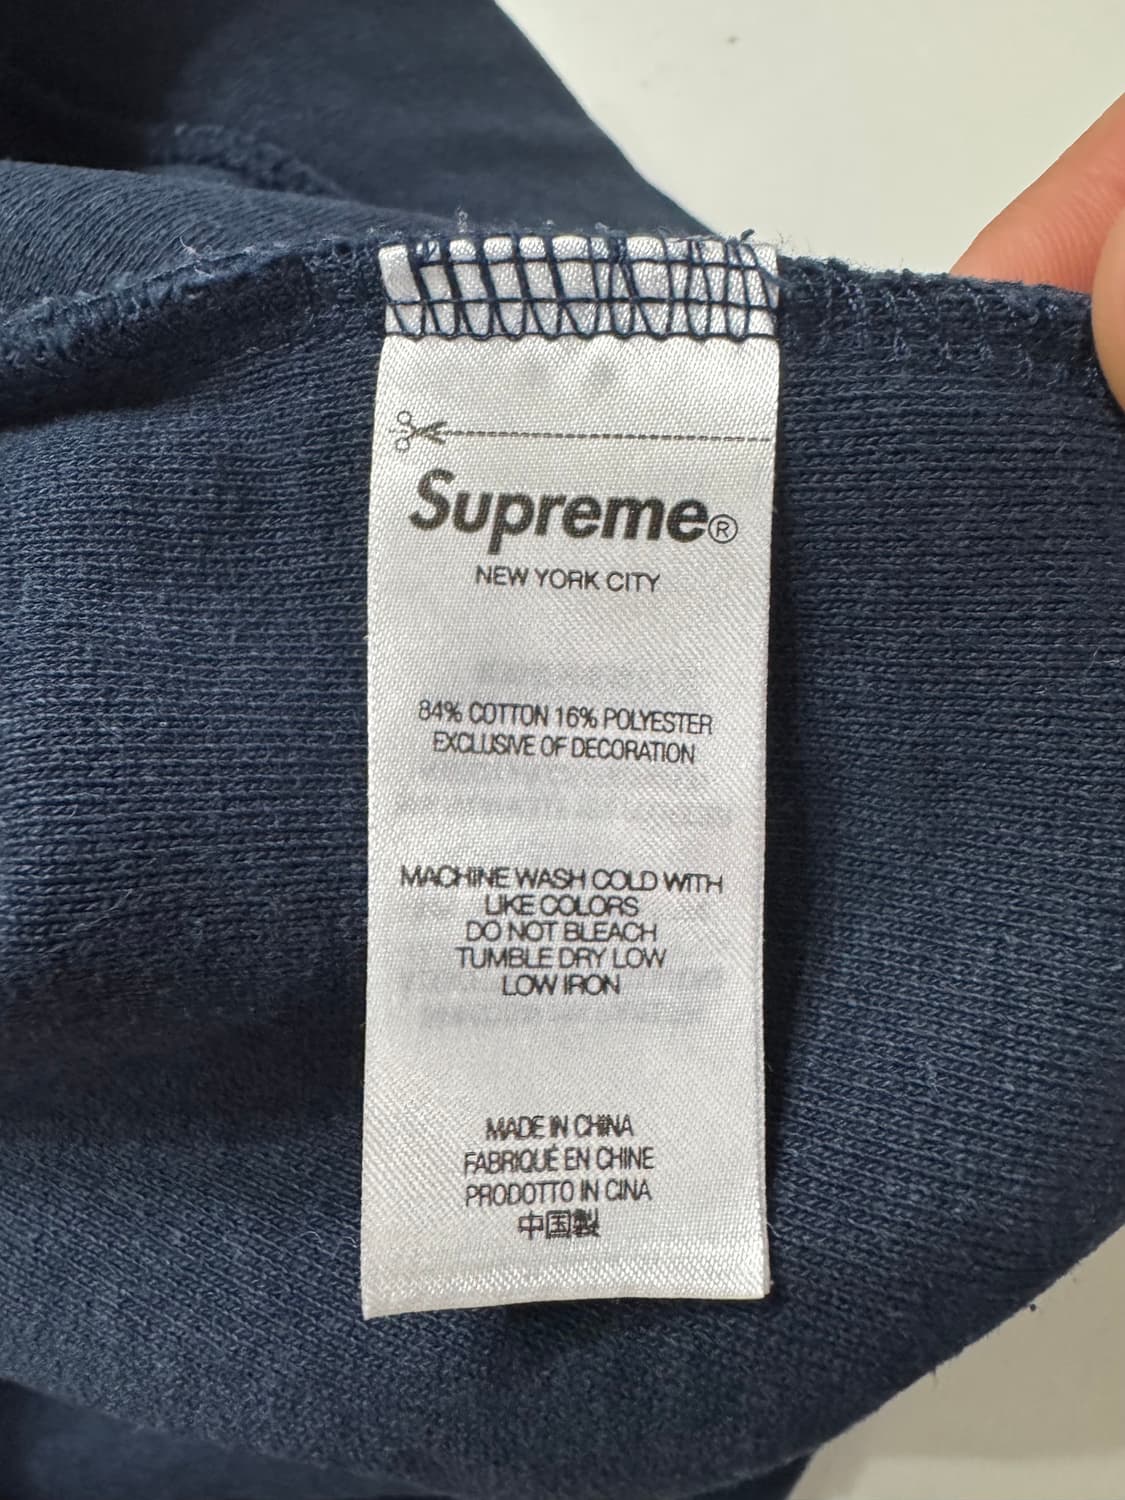 Supreme®
NEW YORK CITY
84% COTTON 16% POLYESTER
EXCLUSIVE OF DECORATION
MACHINE WASH COLD WITH
LIKE COLORS
DO NOT BLEACH
TUMBLE DRY LOW
LOW IRON
MADE IN CHINA
FABRIQUÉ EN CHINE
PRODOTTO IN CINA
中国製